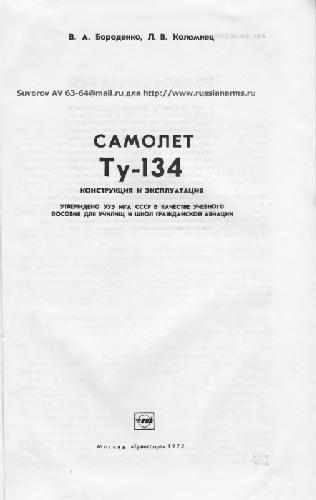 В. А. Бороденко, Л. В. Коломиец
Suvorov AV 63-64@mail.ru для http://www.russianarms.ru
САМОЛЕТ
Ту-134
КОНСТРУКЦИЯ И ЭКСПЛУАТАЦИЯ
УТВЕРЖДЕНО УУЗ МГА СССР В КАЧЕСТВЕ УЧЕБНОГО
ПОСОБИЯ ДЛЯ УЧИЛИЩ И ШКОЛ ГРАЖДАНСКОЙ АВИАЦИИ
Москва «Транспорт» 1972